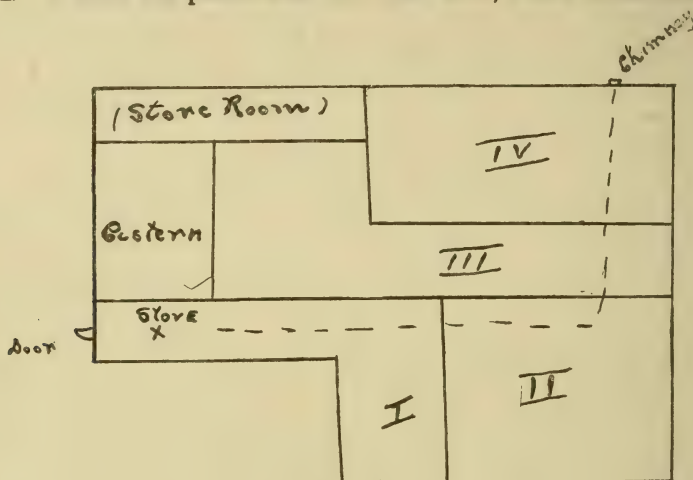 Chimney
(Store Room)
IV
Cistern
III
Stove
X
Door
II
I